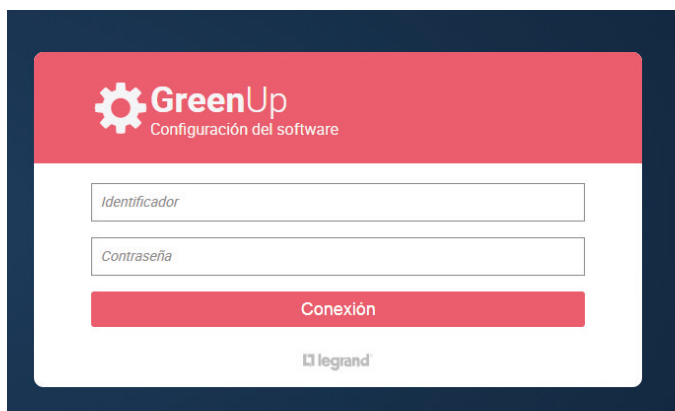 GreenUp
Configuración del software
Identificador
Contraseña
Conexión
legrand